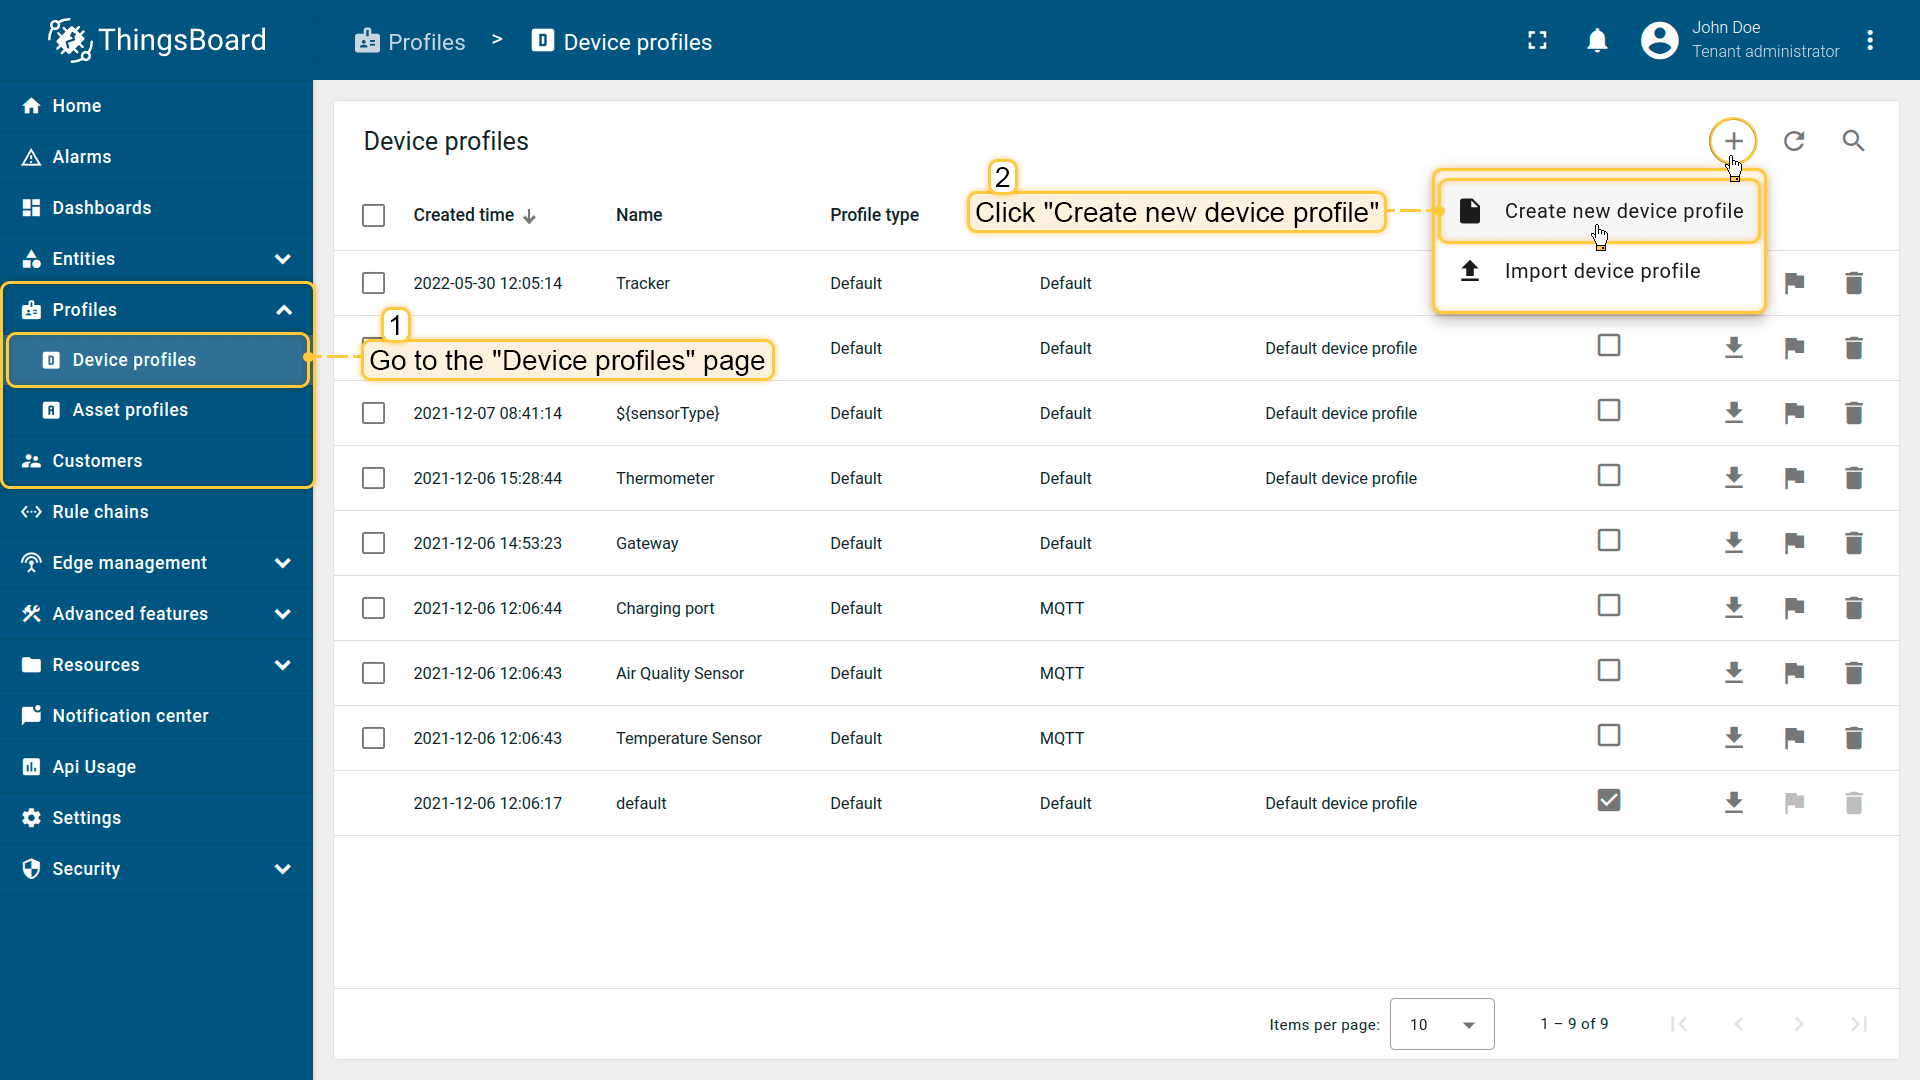 ThingsBoard
Profiles > Device profiles
John Doe
Tenant administrator
Home
Alarms
Dashboards
Entities
Profiles
Device profiles
Asset profiles
Customers
Rule chains
Edge management
Advanced features
Resources
Notification center
Api Usage
Settings
Security
1
Go to the "Device profiles" page
Device profiles
2
Click "Create new device profile"
Create new device profile
Import device profile
Created time Name Profile type
2022-05-30 12:05:14 Tracker Default Default
Default Default Default device profile
2021-12-07 08:41:14 ${sensorType} Default Default Default device profile
2021-12-06 15:28:44 Thermometer Default Default Default device profile
2021-12-06 14:53:23 Gateway Default Default
2021-12-06 12:06:44 Charging port Default MQTT
2021-12-06 12:06:43 Air Quality Sensor Default MQTT
2021-12-06 12:06:43 Temperature Sensor Default MQTT
2021-12-06 12:06:17 default Default Default Default device profile
Items per page: 10 1 – 9 of 9